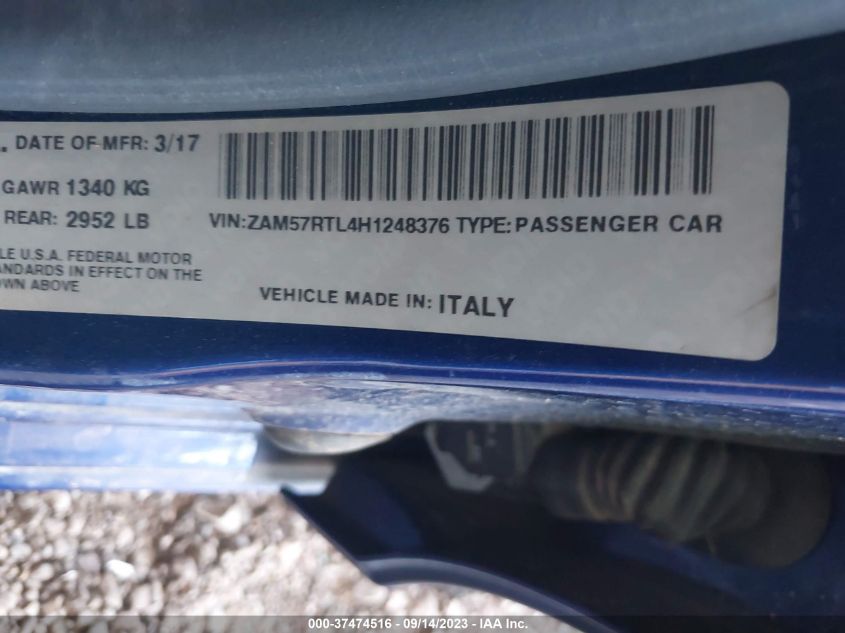 . DATE OF MFR: 3/17
GAWR 1340 KG
REAR: 2952 LB
VIN:ZAM57RTL4H1248376 TYPE:PASSENGER CAR
LE U.S.A. FEDERAL MOTOR
ANDARDS IN EFFECT ON THE
OWN ABOVE
VEHICLE MADE IN: ITALY
000-37474516 - 09/14/2023 - IAA Inc.